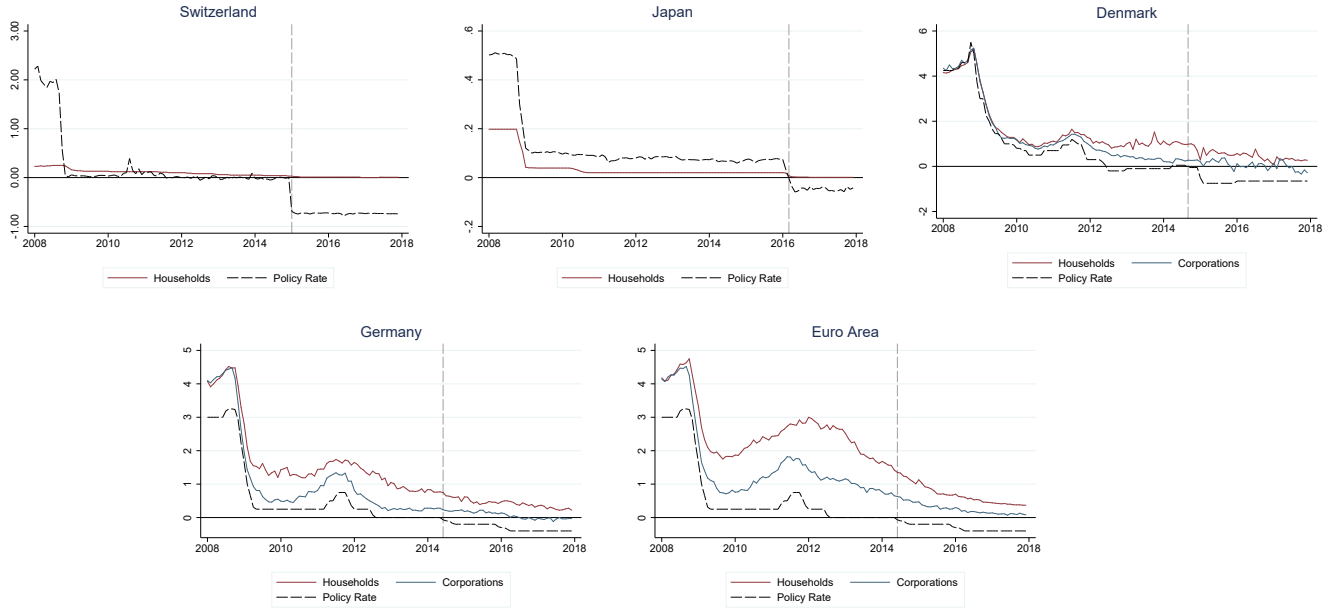 Switzerland
3.00
2.00
1.00
0.00
-1.00
2008 2010 2012 2014 2016 2018
Households Policy Rate
Japan
.6
.4
.2
0
-.2
2008 2010 2012 2014 2016 2018
Households Policy Rate
Denmark
6
4
2
0
-2
2008 2010 2012 2014 2016 2018
Households Corporations
Policy Rate
Germany
5
4
3
2
1
0
2008 2010 2012 2014 2016 2018
Households Corporations
Policy Rate
Euro Area
5
4
3
2
1
0
2008 2010 2012 2014 2016 2018
Households Corporations
Policy Rate